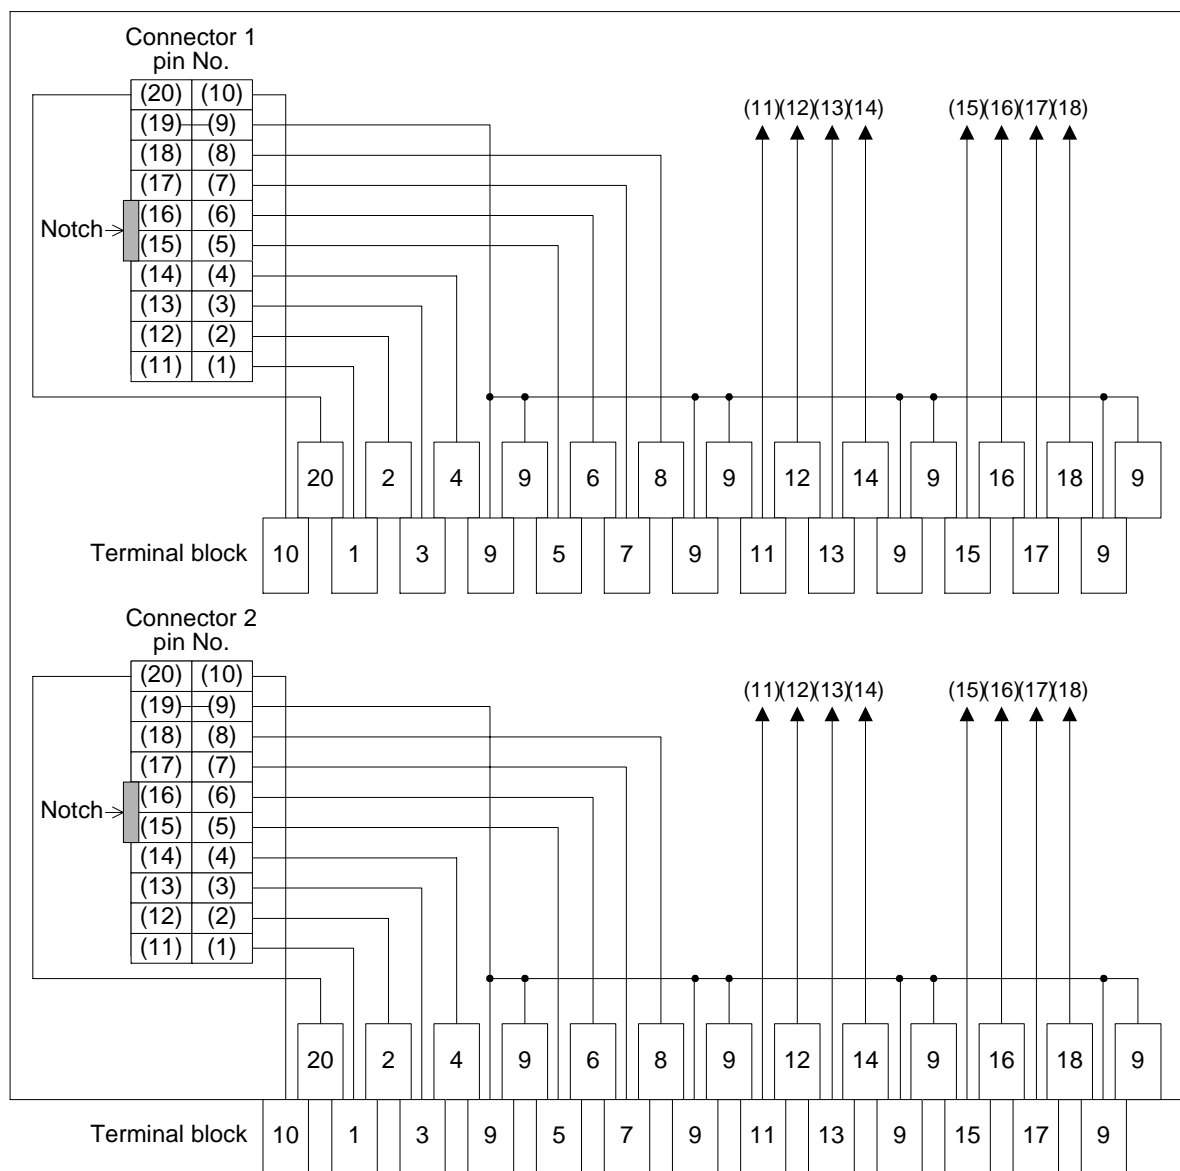 Connector 1
pin No.
(20) (10)
(19) (9)
(11)(12)(13)(14) (15)(16)(17)(18)
(18) (8)
(17) (7)
(16) (6)
Notch
(15) (5)
(14) (4)
(13) (3)
(12) (2)
(11) (1)
20 2 4 9 6 8 9 12 14 9 16 18 9
Terminal block 10 1 3 9 5 7 9 11 13 9 15 17 9
Connector 2
pin No.
(20) (10)
(11)(12)(13)(14) (15)(16)(17)(18)
(19) (9)
(18) (8)
(17) (7)
(16) (6)
Notch
(15) (5)
(14) (4)
(13) (3)
(12) (2)
(11) (1)
20 2 4 9 6 8 9 12 14 9 16 18 9
Terminal block 10 1 3 9 5 7 9 11 13 9 15 17 9